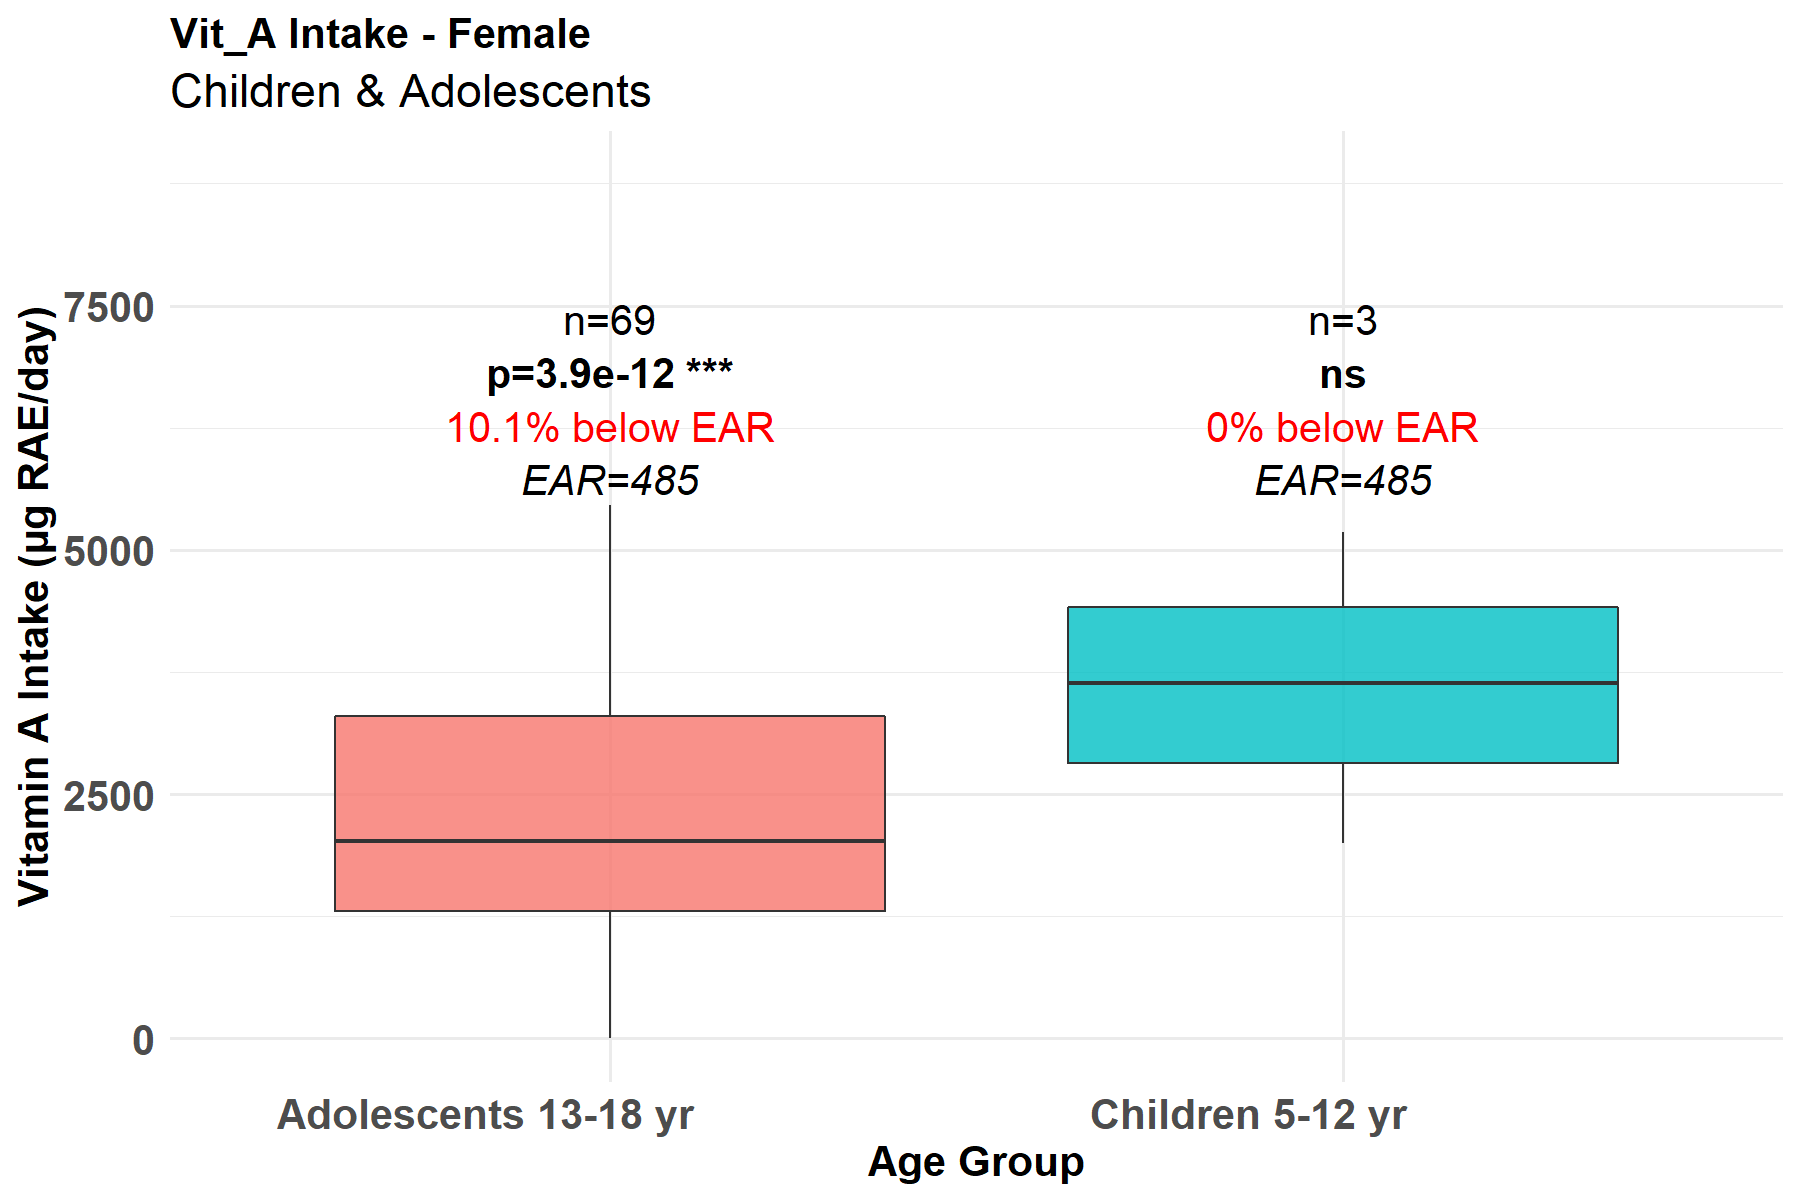 Vit_A Intake - Female
Children & Adolescents
Vitamin A Intake (µg RAE/day)
7500
5000
2500
0
n=69
p=3.9e-12 ***
10.1% below EAR
EAR=485
n=3
ns
0% below EAR
EAR=485
Adolescents 13-18 yr
Children 5-12 yr
Age Group